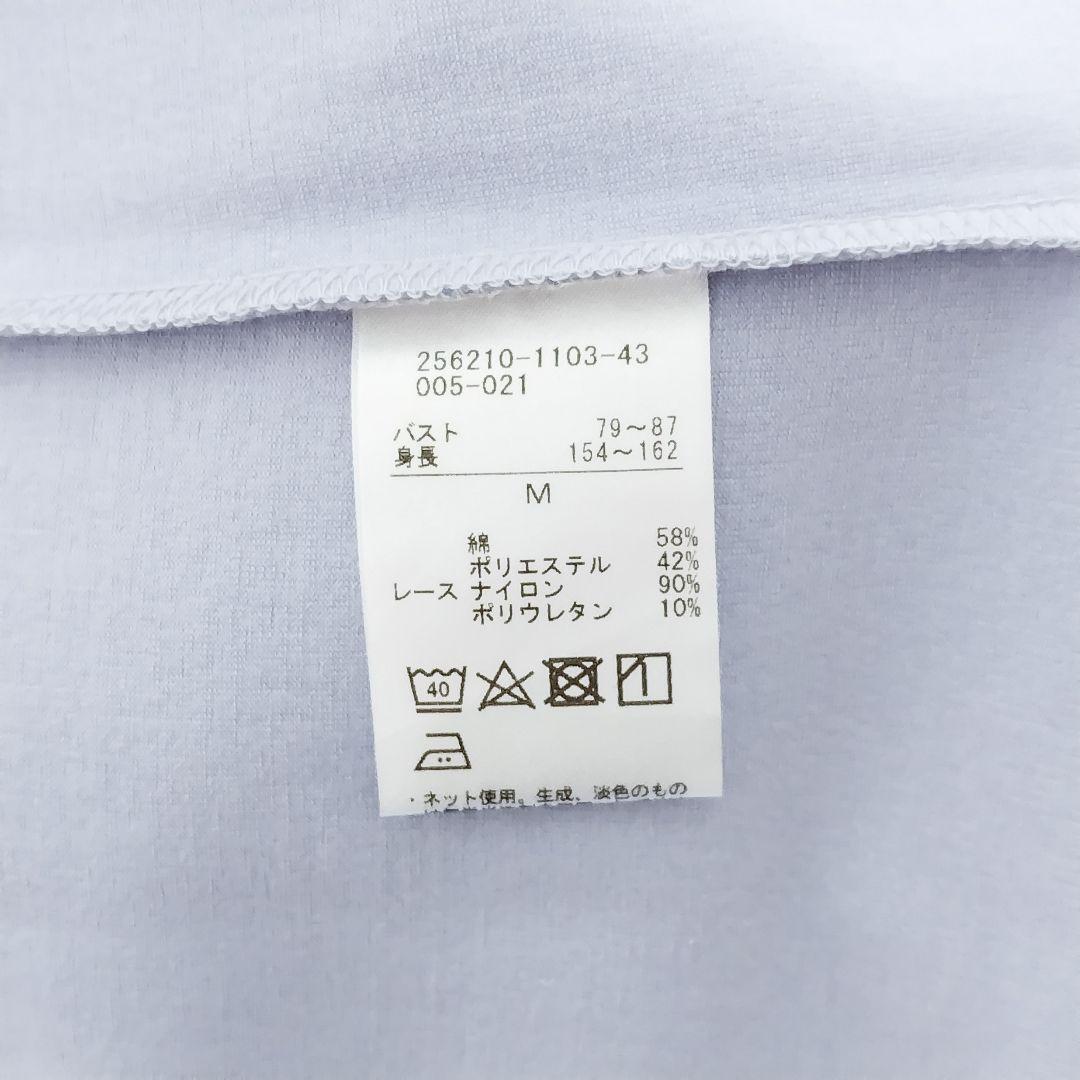 256210-1103-43
005-021
バスト 79～87
身長 154～162
M
綿 58%
ポリエステル 42%
レース ナイロン 90%
ポリウレタン 10%
40
・ネット使用。生成、淡色のもの